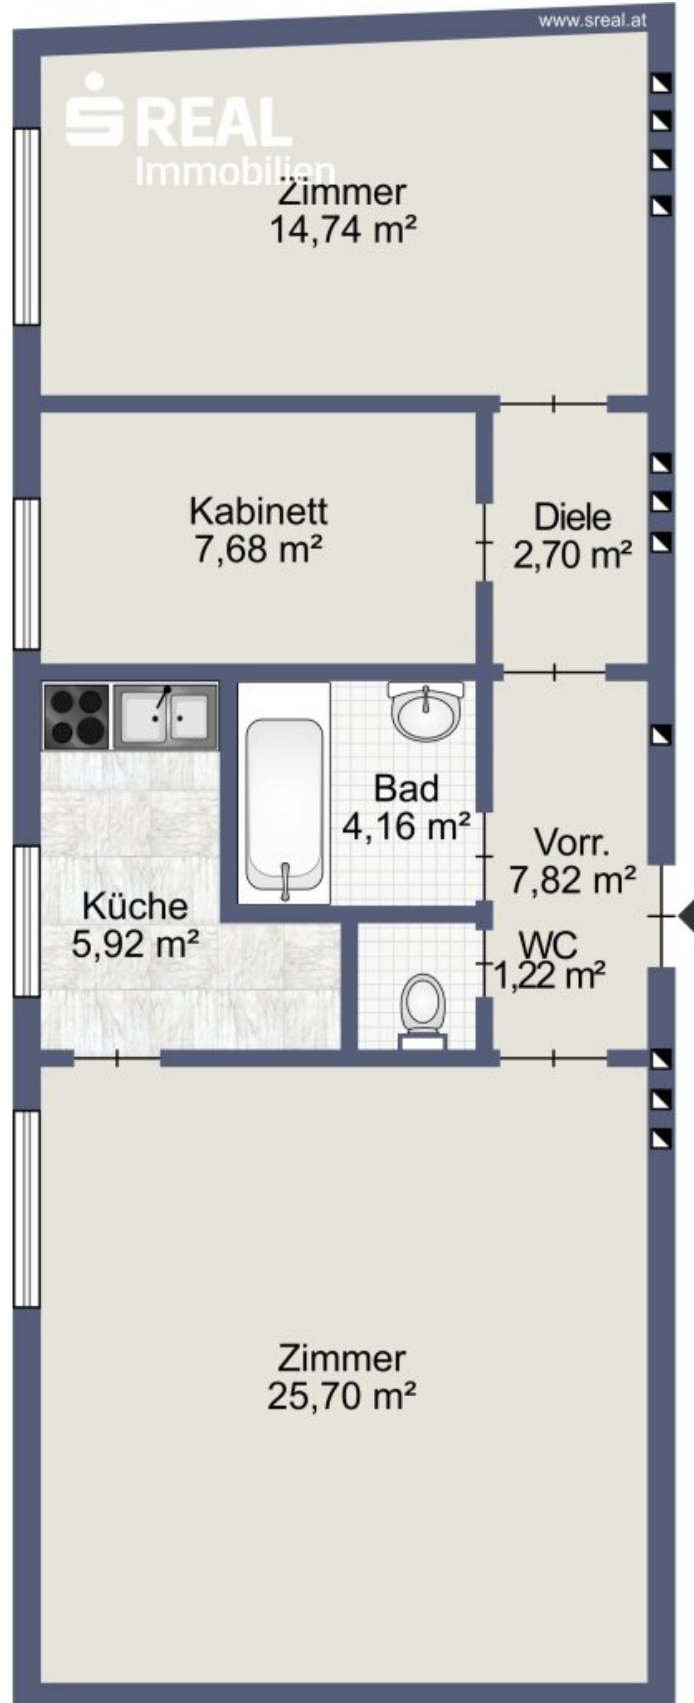 www.sreal.at
S REAL
Immobilien
Zimmer
14,74 m²
Kabinett
7,68 m²
Diele
2,70 m²
Bad
4,16 m²
Vorr.
7,82 m²
Küche
5,92 m²
WC
1,22 m²
Zimmer
25,70 m²